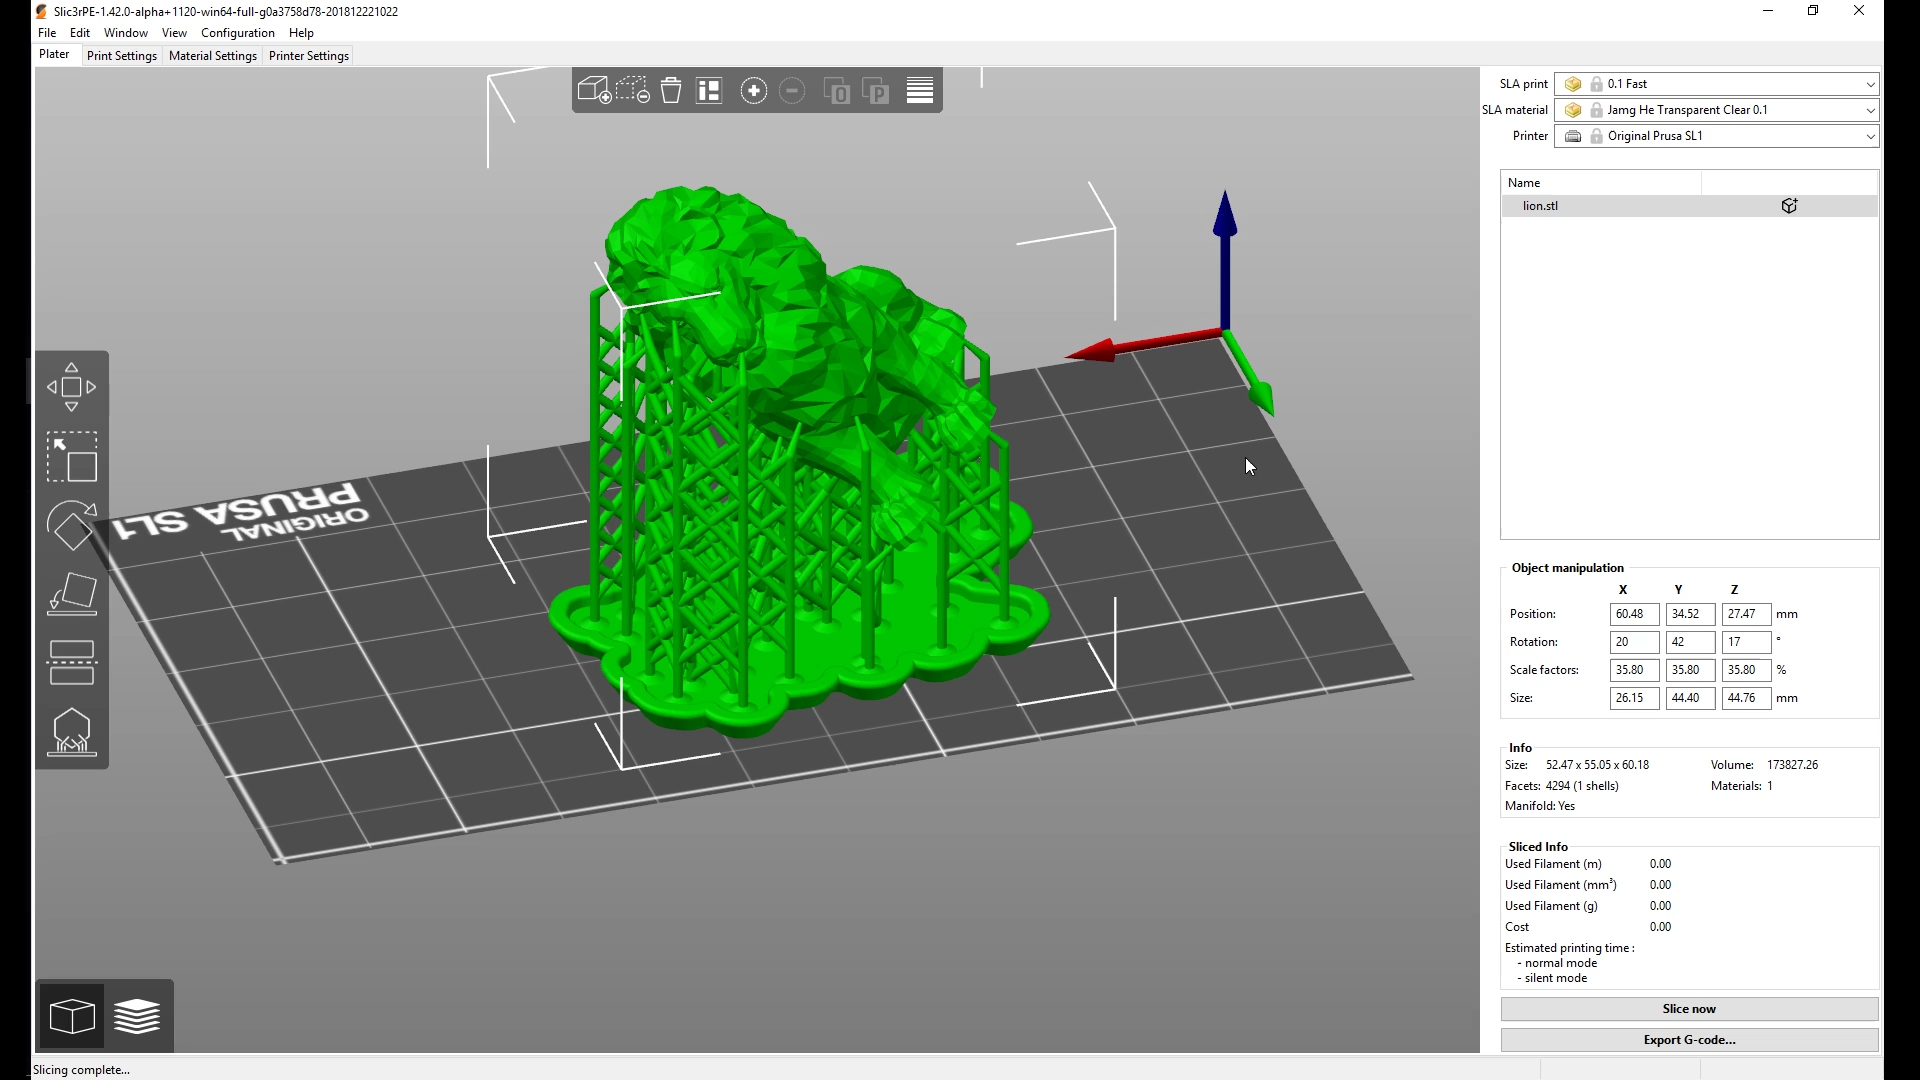 Slic3rPE-1.42.0-alpha+1120-win64-full-g0a3758d78-201812221022
File Edit Window View Configuration Help
Plater Print Settings Material Settings Printer Settings
SLA print 0.1 Fast
SLA material Jamg He Transparent Clear 0.1
Printer Original Prusa SL1
Name
lion.stl
ORIGINAL
PRUSA SL1
Object manipulation
X Y Z
Position: 60.48 34.52 27.47 mm
Rotation: 20 42 17 °
Scale factors: 35.80 35.80 35.80 %
Size: 26.15 44.40 44.76 mm
Info
Size: 52.47 x 55.05 x 60.18 Volume: 173827.26
Facets: 4294 (1 shells) Materials: 1
Manifold: Yes
Sliced Info
Used Filament (m) 0.00
Used Filament (mm³) 0.00
Used Filament (g) 0.00
Cost 0.00
Estimated printing time :
- normal mode
- silent mode
Slice now
Export G-code...
Slicing complete...